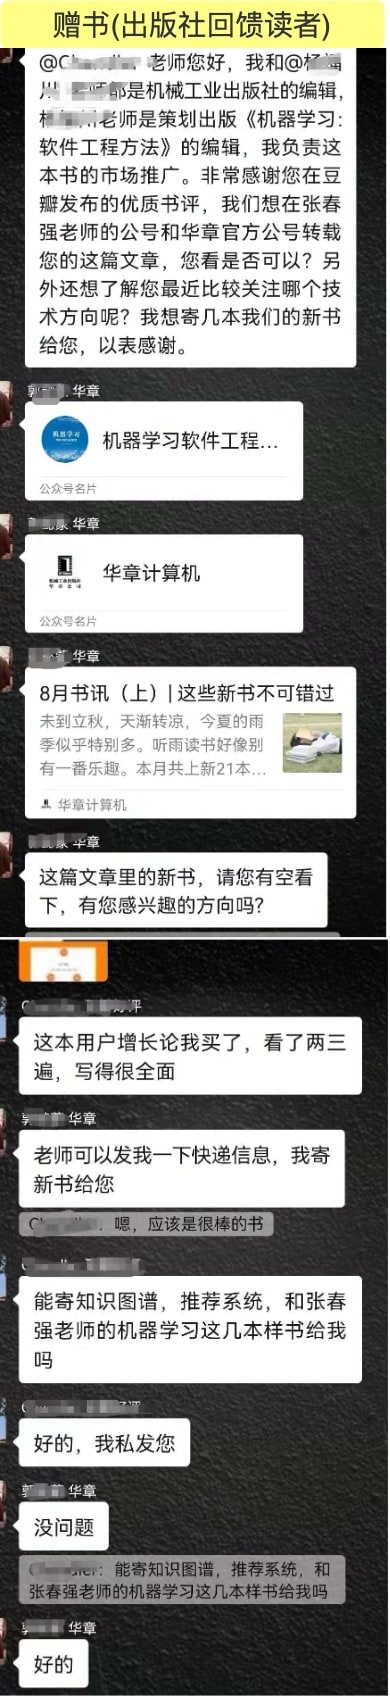 赠书(出版社回馈读者)
老师您好，我和@杨
川 老师都是机械工业出版社的编辑，
老师是策划出版《机器学习：
软件工程方法》的编辑，我负责这
本书的市场推广。非常感谢您在豆
瓣发布的优质书评，我们想在张春
强老师的公号和华章官方公号转载
您的这篇文章，您看是否可以？另
外还想了解您最近比较关注哪个技
术方向呢？我想寄几本我们的新书
给您，以表感谢。
华章
机器学习
机器学习软件工程...
公众号名片
华章
华章计算机
公众号名片
华章
8月书讯（上）| 这些新书不可错过
未到立秋，天渐转凉，今夏的雨
季似乎特别多。听雨读书好像别
有一番乐趣。本月共上新21本...
华章计算机
华章
这篇文章里的新书，请您有空看
下，有您感兴趣的方向吗？
这本用户增长论我买了，看了两三
遍，写得很全面
华章
老师可以发我一下快递信息，我寄
新书给您
：嗯，应该是很棒的书
能寄知识图谱，推荐系统，和张春
强老师的机器学习这几本样书给我
吗
好的，我私发您
华章
没问题
：能寄知识图谱，推荐系统，和
张春强老师的机器学习这几本样书给我吗
华章
好的